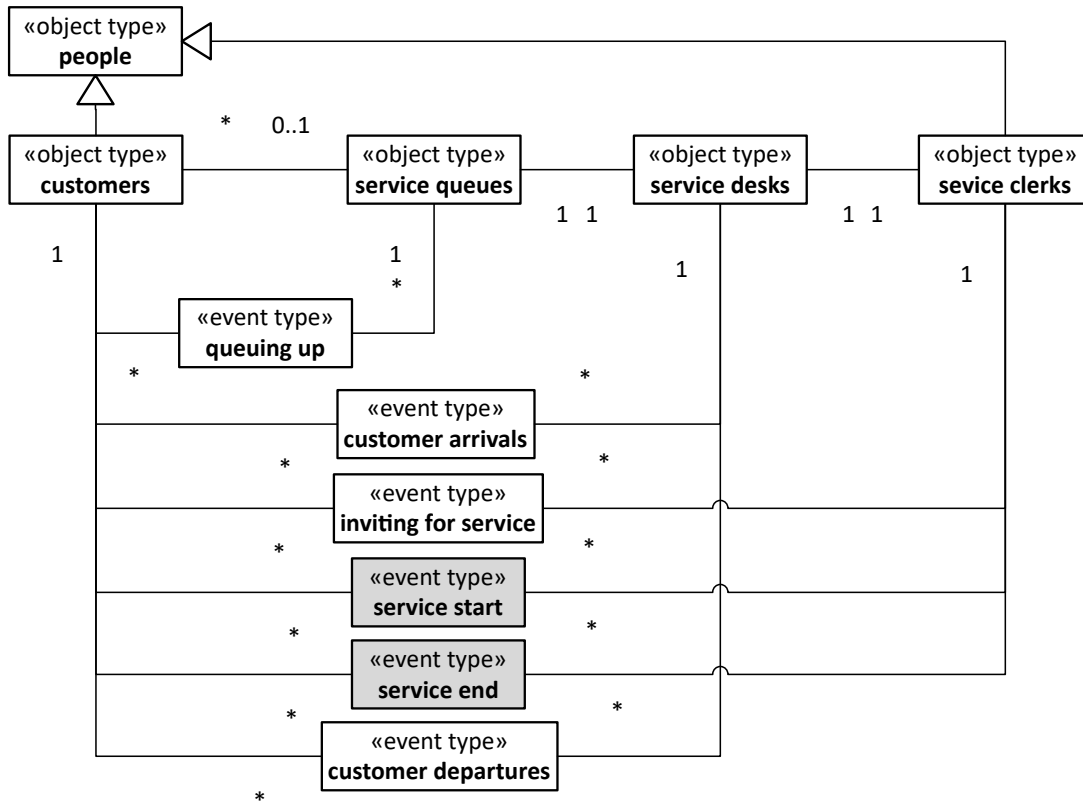 «object type»
people
* 0..1
«object type»
customers
«object type»
service queues
«object type»
service desks
«object type»
sevice clerks
1 1 1 1
1 1 1 1
*
«event type»
queuing up
* *
«event type»
customer arrivals
* *
«event type»
inviting for service
* *
«event type»
service start
* *
«event type»
service end
* *
«event type»
customer departures
*